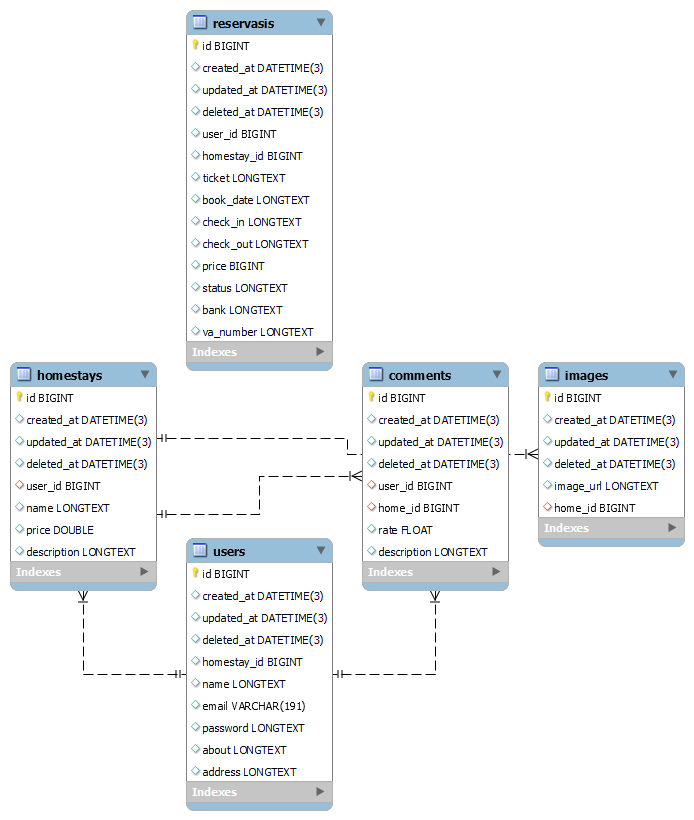 reservasis
id BIGINT
created_at DATETIME(3)
updated_at DATETIME(3)
deleted_at DATETIME(3)
user_id BIGINT
homestay_id BIGINT
ticket LONGTEXT
book_date LONGTEXT
check_in LONGTEXT
check_out LONGTEXT
price BIGINT
status LONGTEXT
bank LONGTEXT
va_number LONGTEXT
Indexes
homestays
id BIGINT
created_at DATETIME(3)
updated_at DATETIME(3)
deleted_at DATETIME(3)
user_id BIGINT
name LONGTEXT
price DOUBLE
description LONGTEXT
Indexes
comments
id BIGINT
created_at DATETIME(3)
updated_at DATETIME(3)
deleted_at DATETIME(3)
user_id BIGINT
home_id BIGINT
rate FLOAT
description LONGTEXT
Indexes
images
id BIGINT
created_at DATETIME(3)
updated_at DATETIME(3)
deleted_at DATETIME(3)
image_url LONGTEXT
home_id BIGINT
Indexes
users
id BIGINT
created_at DATETIME(3)
updated_at DATETIME(3)
deleted_at DATETIME(3)
homestay_id BIGINT
name LONGTEXT
email VARCHAR(191)
password LONGTEXT
about LONGTEXT
address LONGTEXT
Indexes